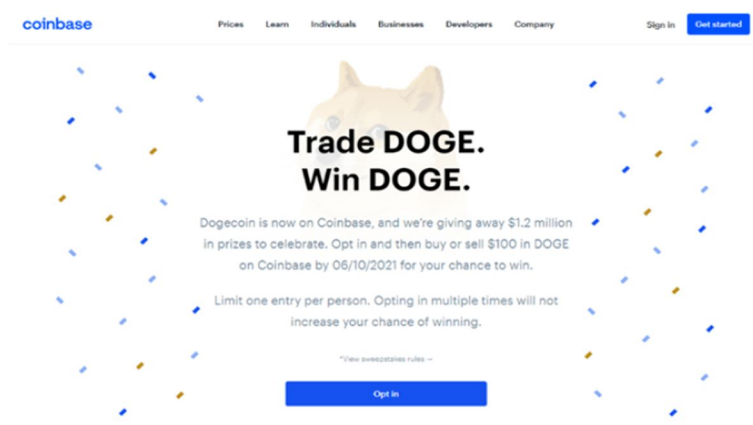 coinbase
Prices Learn Individuals Businesses Developers Company
Sign in
Get started
Trade DOGE.
Win DOGE.
Dogecoin is now on Coinbase, and we're giving away $1.2 million
in prizes to celebrate. Opt in and then buy or sell $100 in DOGE
on Coinbase by 06/10/2021 for your chance to win.
Limit one entry per person. Opting in multiple times will not
increase your chance of winning.
*View sweepstakes rules —
Opt in